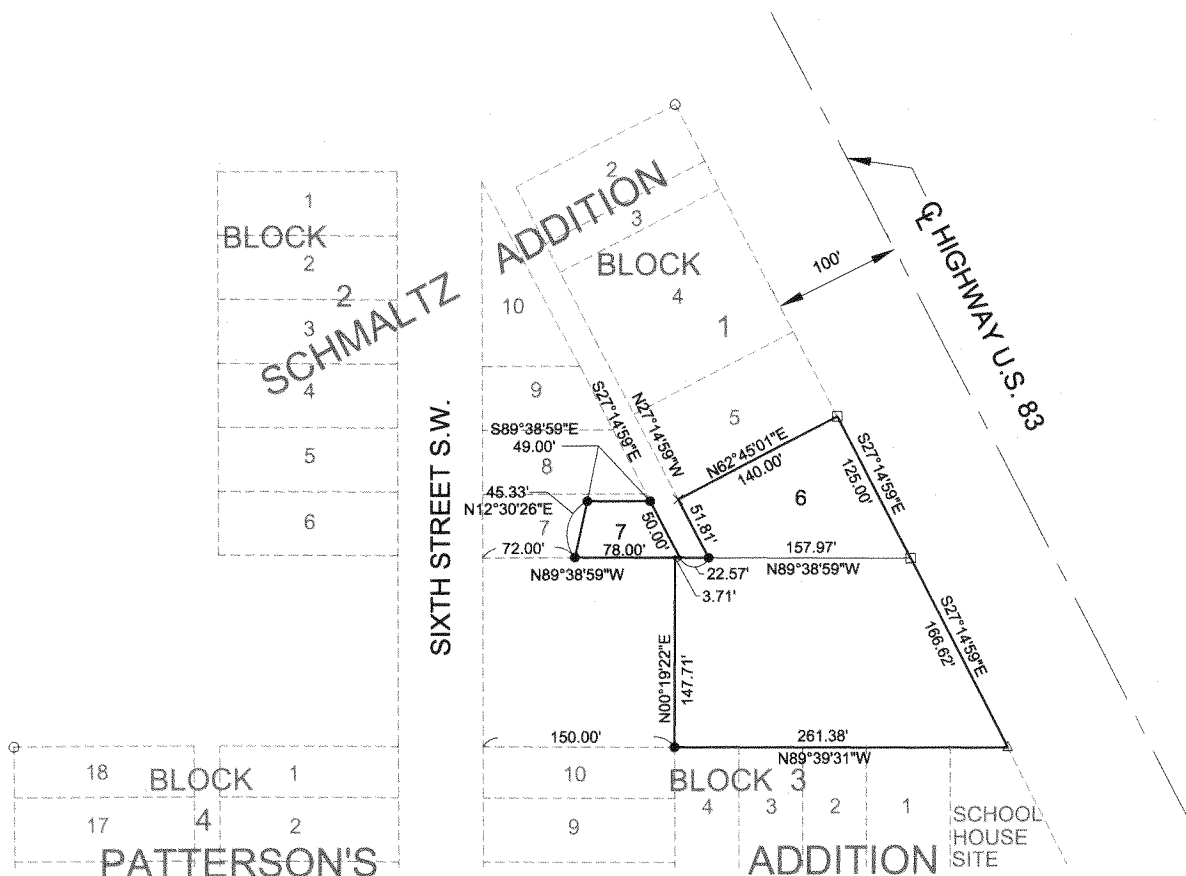 2
1
3
BLOCK
BLOCK
2
4
2
1
10
SCHMALTZ ADDITION
100'
℄ HIGHWAY U.S. 83
3
4
5
6
9
8
7
5
SIXTH STREET S.W.
S27°14'59"E
N27°14'59"W
S89°38'59"E
49.00'
N62°45'01"E
140.00'
S27°14'59"E
125.00'
6
45.33'
N12°30'26"E
7
50.00'
51.81'
72.00'
78.00'
N89°38'59"W
22.57'
3.71'
157.97'
N89°38'59"W
S27°14'59"E
166.62'
N00°19'22"E
147.71'
150.00'
261.38'
N89°39'31"W
18
BLOCK
1
10
BLOCK 3
4
3
2
1
17
4
2
9
SCHOOL
HOUSE
SITE
PATTERSON'S ADDITION